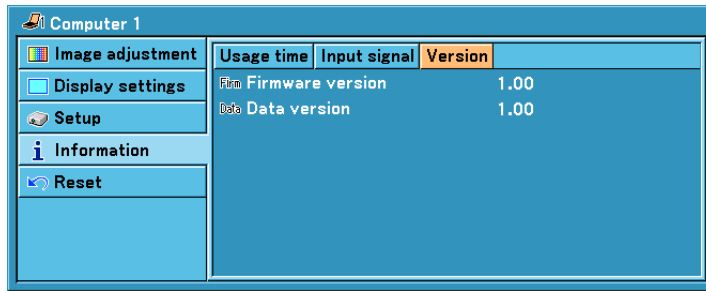 Computer 1
Image adjustment
Display settings
Setup
Information
Reset
Usage time Input signal Version
Firm Firmware version 1.00
Data Data version 1.00